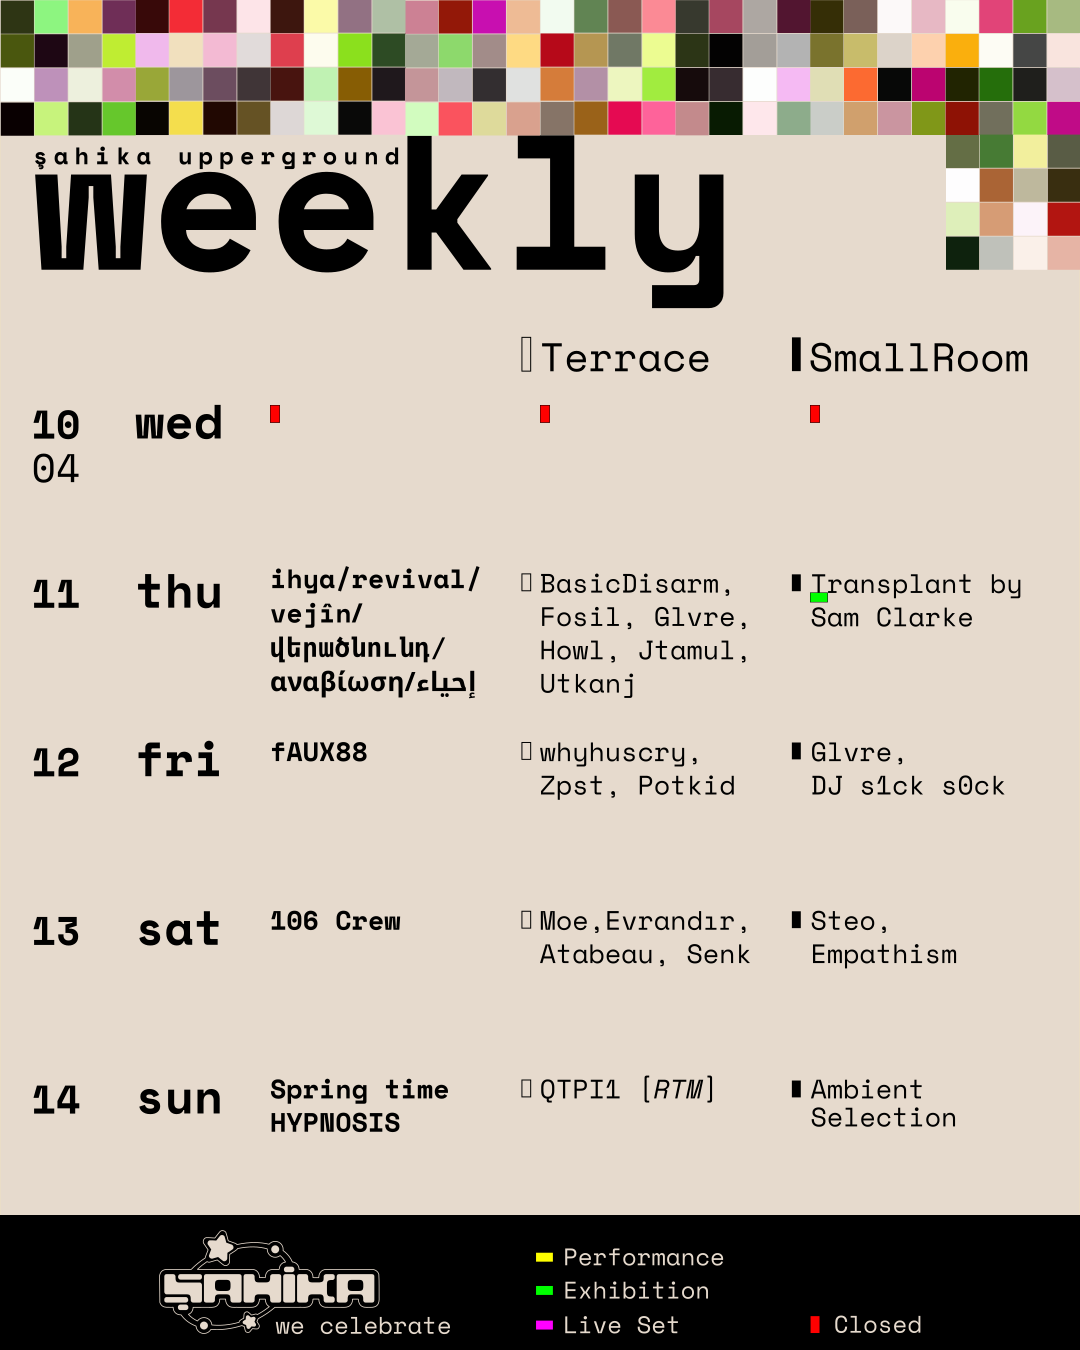 şahika upperground
weekly
Terrace
SmallRoom
10 wed
04
11 thu
ihya/revival/
vejîn/
վերածնունդ/
αναβίωση/إحياء
BasicDisarm,
Fosil, Glvre,
Howl, Jtamul,
Utkanj
Transplant by
Sam Clarke
12 fri
fAUX88
whyhuscry,
Zpst, Potkid
Glvre,
DJ s1ck s0ck
13 sat
106 Crew
Moe,Evrandır,
Atabeau, Senk
Steo,
Empathism
14 sun
Spring time
HYPNOSIS
QTPI1 [RTM]
Ambient
Selection
SAHİKA
we celebrate
Performance
Exhibition
Live Set
Closed